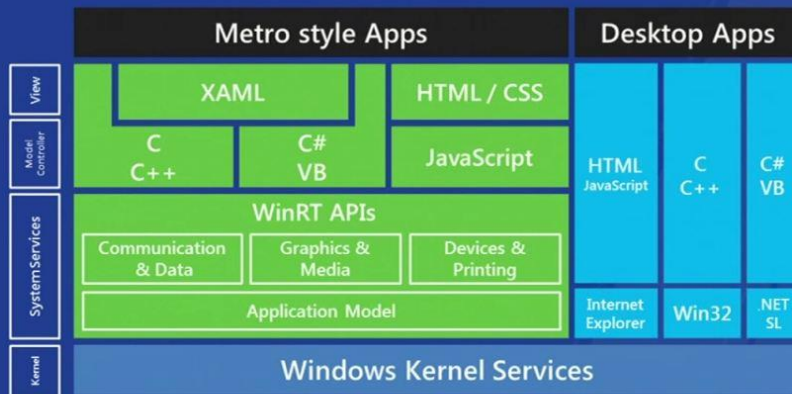 Metro style Apps
Desktop Apps
View
XAML
HTML / CSS
Model
Controller
C
C++
C#
VB
JavaScript
HTML
JavaScript
C
C++
C#
VB
System Services
WinRT APIs
Communication
& Data
Graphics &
Media
Devices &
Printing
Application Model
Internet
Explorer
Win32
.NET
SL
Kernel
Windows Kernel Services